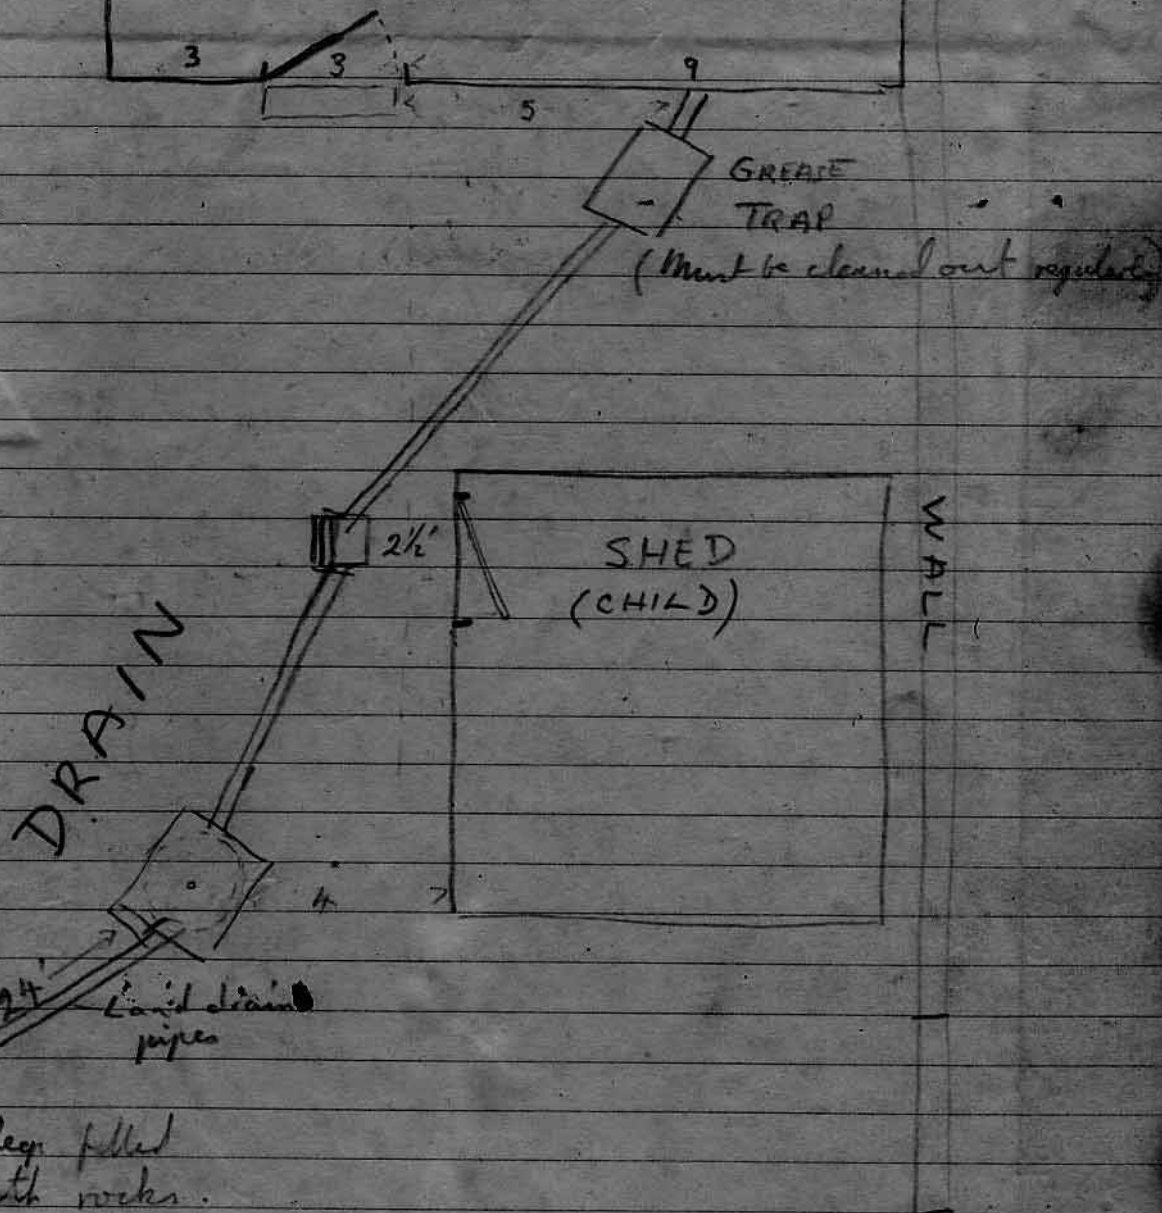 3
3
9
5
GREASE
TRAP
(Must be cleaned out regularly)
2½'
SHED
(CHILD)
WALL
DRAIN
4
24'
Land drain
pipes
filled
rocks.